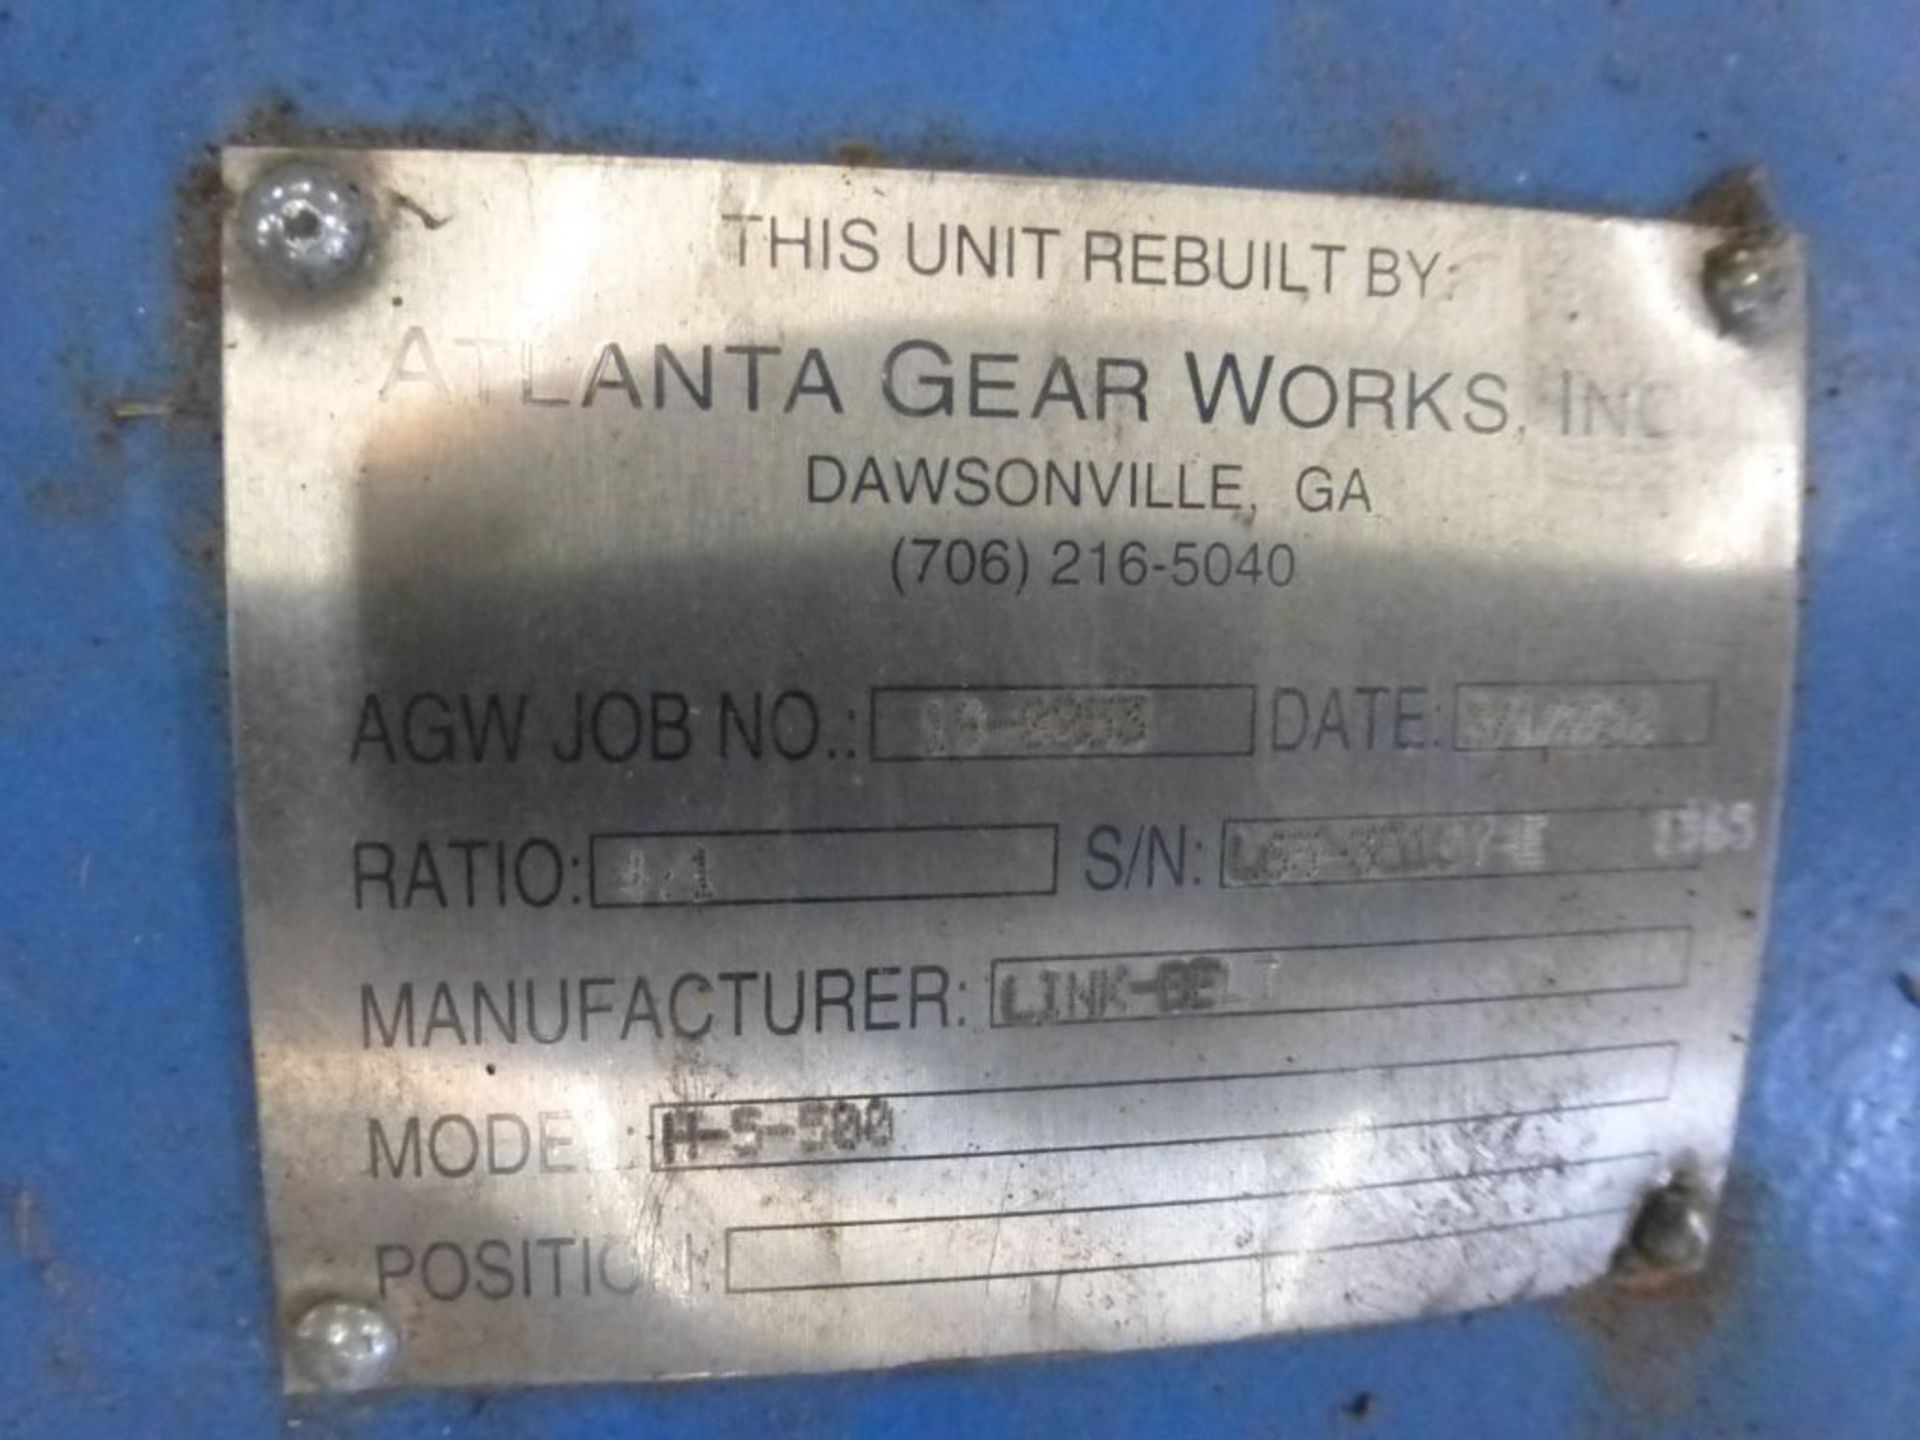 THIS UNIT REBUILT BY:
ATLANTA GEAR WORKS, INC
DAWSONVILLE, GA
(706) 216-5040
AGW JOB NO.: DATE:
RATIO: S/N: 1365
MANUFACTURER: LINK-BELT
MODEL: H-S-500
POSITION: